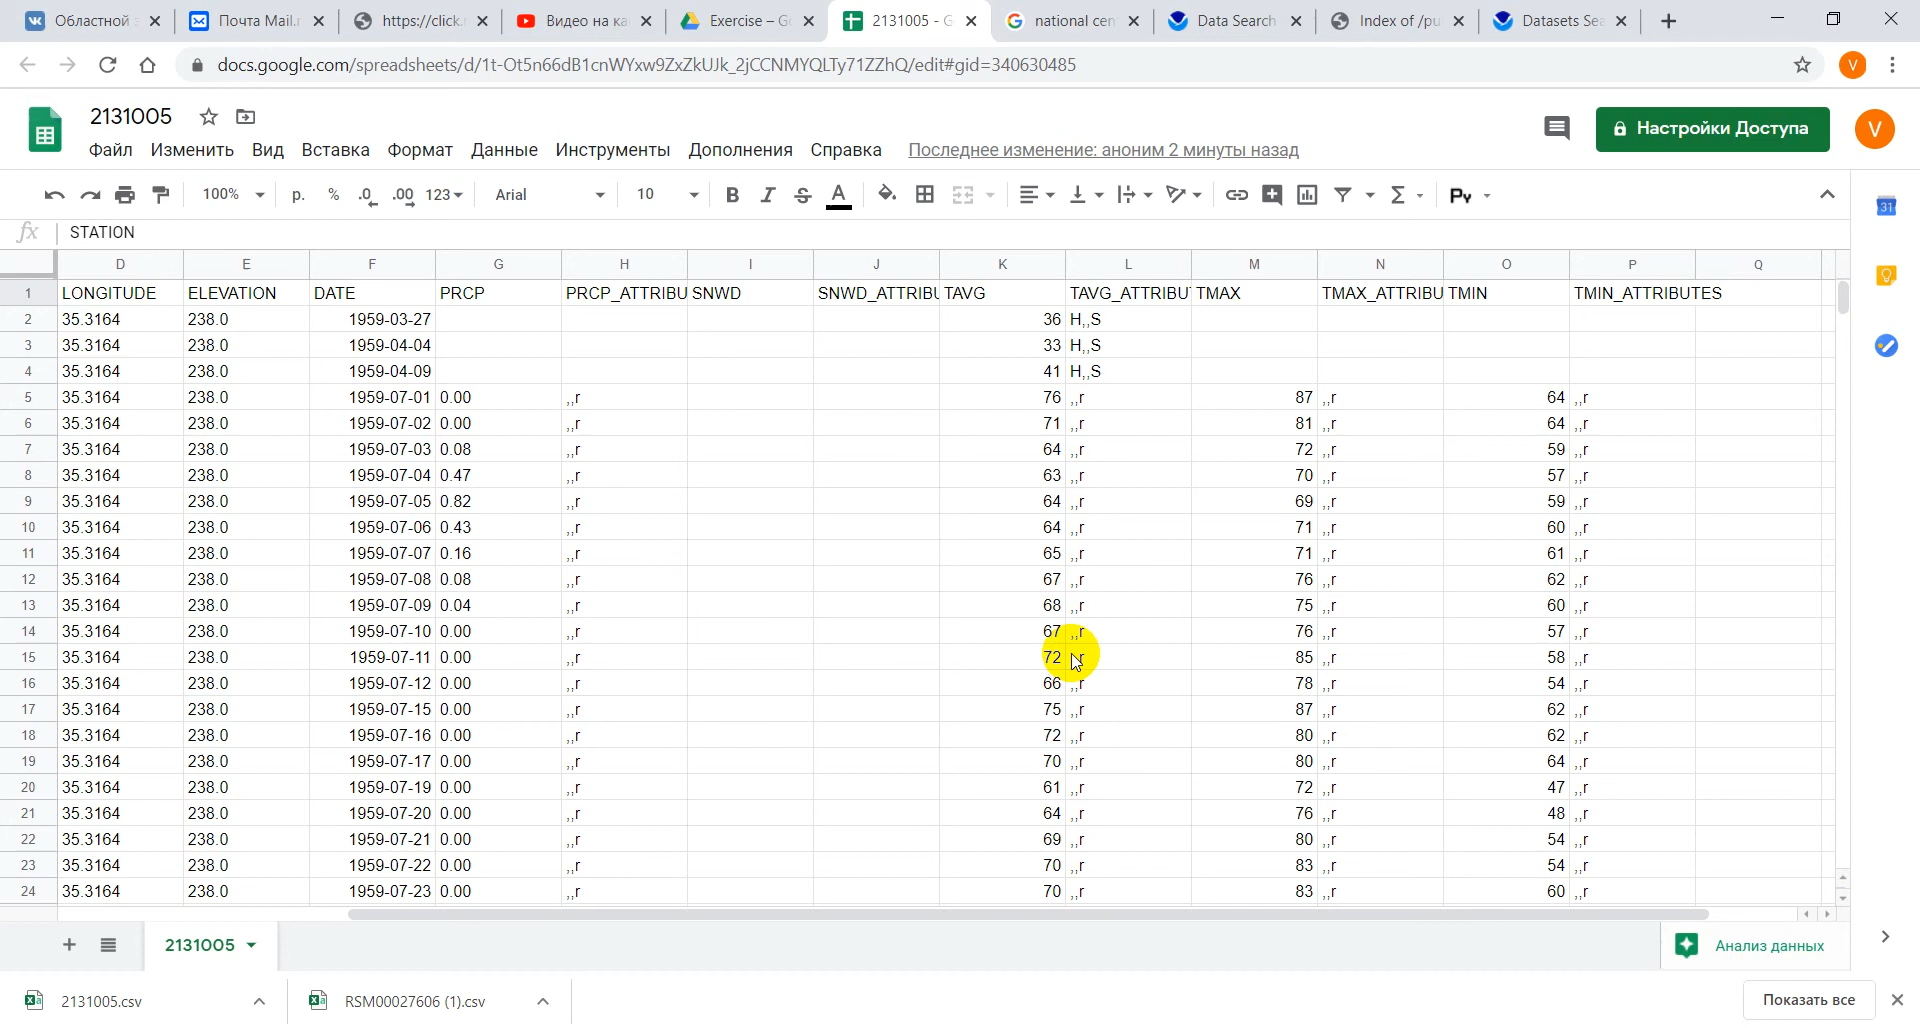 Областной з
Почта Mail.r
https://click.
Видео на ка
Exercise – G
2131005 - G
national cen
Data Search
Index of /pu
Datasets Sea
docs.google.com/spreadsheets/d/1t-Ot5n66dB1cnWYxw9ZxZkUJk_2jCCNMYQLTy71ZZhQ/edit#gid=340630485
V
2131005
Настройки Доступа
V
Файл Изменить Вид Вставка Формат Данные Инструменты Дополнения Справка Последнее изменение: аноним 2 минуты назад
100% р. % .0 .00 123 Arial 10 B I S A Σ Ру
31
fx STATION
D E F G H I J K L M N O P Q
1 LONGITUDE ELEVATION DATE PRCP PRCP_ATTRIBU SNWD SNWD_ATTRIBU TAVG TAVG_ATTRIBU TMAX TMAX_ATTRIBU TMIN TMIN_ATTRIBUTES
2 35.3164 238.0 1959-03-27 36 H,,S
3 35.3164 238.0 1959-04-04 33 H,,S
4 35.3164 238.0 1959-04-09 41 H,,S
5 35.3164 238.0 1959-07-01 0.00 ,,r 76 ,,r 87 ,,r 64 ,,r
6 35.3164 238.0 1959-07-02 0.00 ,,r 71 ,,r 81 ,,r 64 ,,r
7 35.3164 238.0 1959-07-03 0.08 ,,r 64 ,,r 72 ,,r 59 ,,r
8 35.3164 238.0 1959-07-04 0.47 ,,r 63 ,,r 70 ,,r 57 ,,r
9 35.3164 238.0 1959-07-05 0.82 ,,r 64 ,,r 69 ,,r 59 ,,r
10 35.3164 238.0 1959-07-06 0.43 ,,r 64 ,,r 71 ,,r 60 ,,r
11 35.3164 238.0 1959-07-07 0.16 ,,r 65 ,,r 71 ,,r 61 ,,r
12 35.3164 238.0 1959-07-08 0.08 ,,r 67 ,,r 76 ,,r 62 ,,r
13 35.3164 238.0 1959-07-09 0.04 ,,r 68 ,,r 75 ,,r 60 ,,r
14 35.3164 238.0 1959-07-10 0.00 ,,r 67 ,,r 76 ,,r 57 ,,r
15 35.3164 238.0 1959-07-11 0.00 ,,r 72 ,,r 85 ,,r 58 ,,r
16 35.3164 238.0 1959-07-12 0.00 ,,r 66 ,,r 78 ,,r 54 ,,r
17 35.3164 238.0 1959-07-15 0.00 ,,r 75 ,,r 87 ,,r 62 ,,r
18 35.3164 238.0 1959-07-16 0.00 ,,r 72 ,,r 80 ,,r 62 ,,r
19 35.3164 238.0 1959-07-17 0.00 ,,r 70 ,,r 80 ,,r 64 ,,r
20 35.3164 238.0 1959-07-19 0.00 ,,r 61 ,,r 72 ,,r 47 ,,r
21 35.3164 238.0 1959-07-20 0.00 ,,r 64 ,,r 76 ,,r 48 ,,r
22 35.3164 238.0 1959-07-21 0.00 ,,r 69 ,,r 80 ,,r 54 ,,r
23 35.3164 238.0 1959-07-22 0.00 ,,r 70 ,,r 83 ,,r 54 ,,r
24 35.3164 238.0 1959-07-23 0.00 ,,r 70 ,,r 83 ,,r 60 ,,r
2131005
Анализ данных
2131005.csv
RSM00027606 (1).csv
Показать все